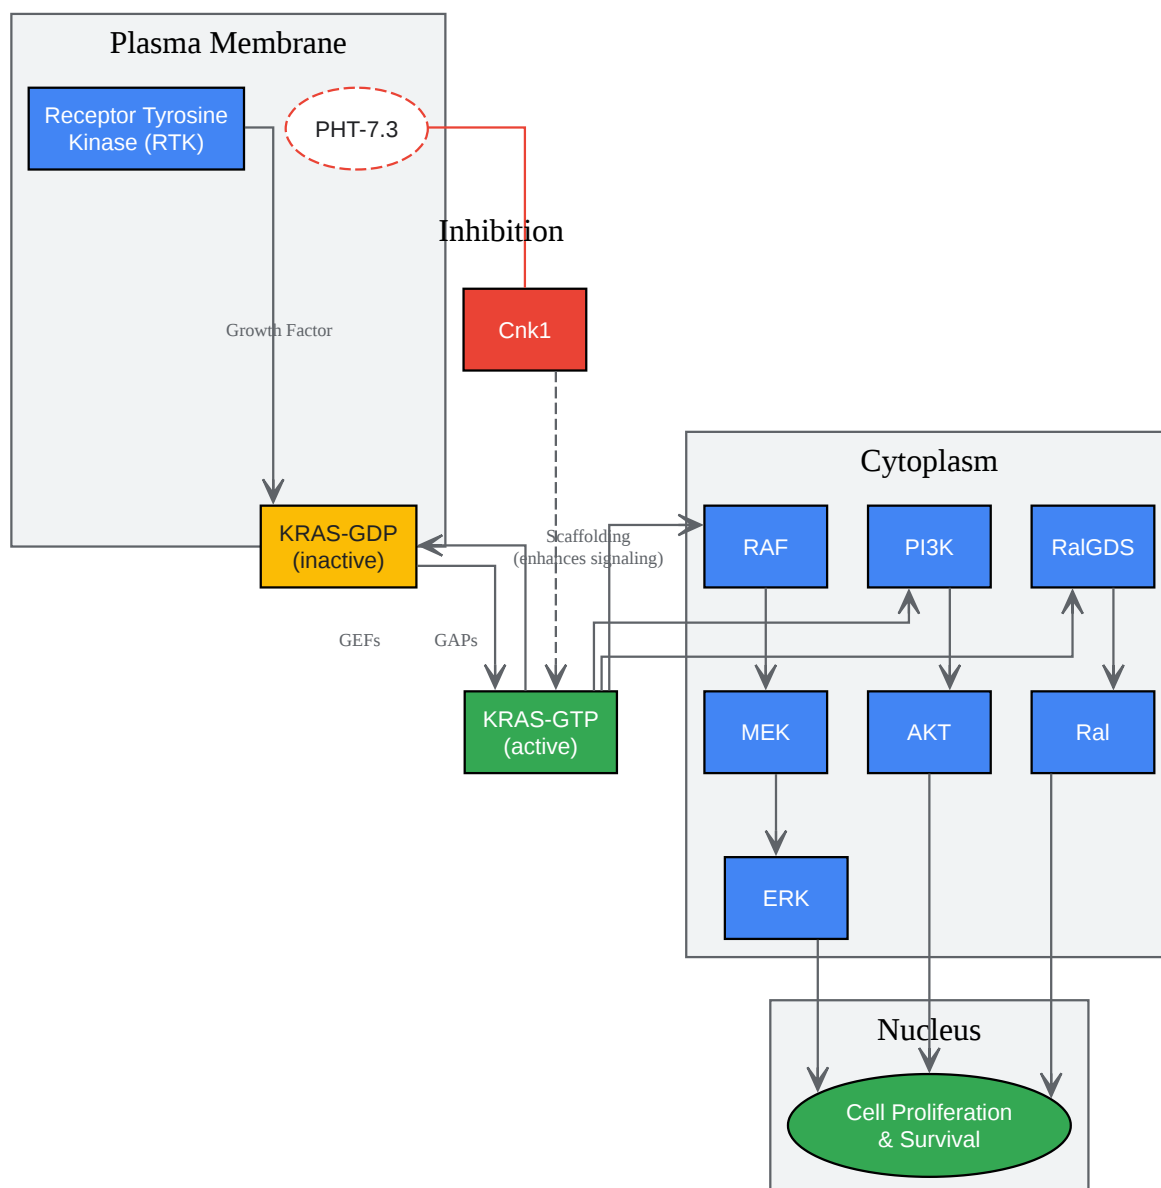 Plasma Membrane
Receptor Tyrosine
Kinase (RTK)
PHT-7.3
Inhibition
Growth Factor
Cnk1
Cytoplasm
KRAS-GDP
(inactive)
Scaffolding
(enhances signaling)
RAF
PI3K
RalGDS
GEFs
GAPs
KRAS-GTP
(active)
MEK
AKT
Ral
ERK
Nucleus
Cell Proliferation
& Survival